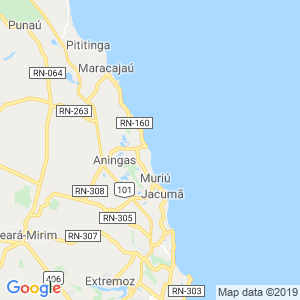 Punaú
Pititinga
Maracajaú
RN-064
RN-263
RN-160
Aningas
Muriú
RN-308
101
Jacumã
RN-305
eará-Mirim
RN-307
406
Extremoz
RN-303
Google
Map data ©2019